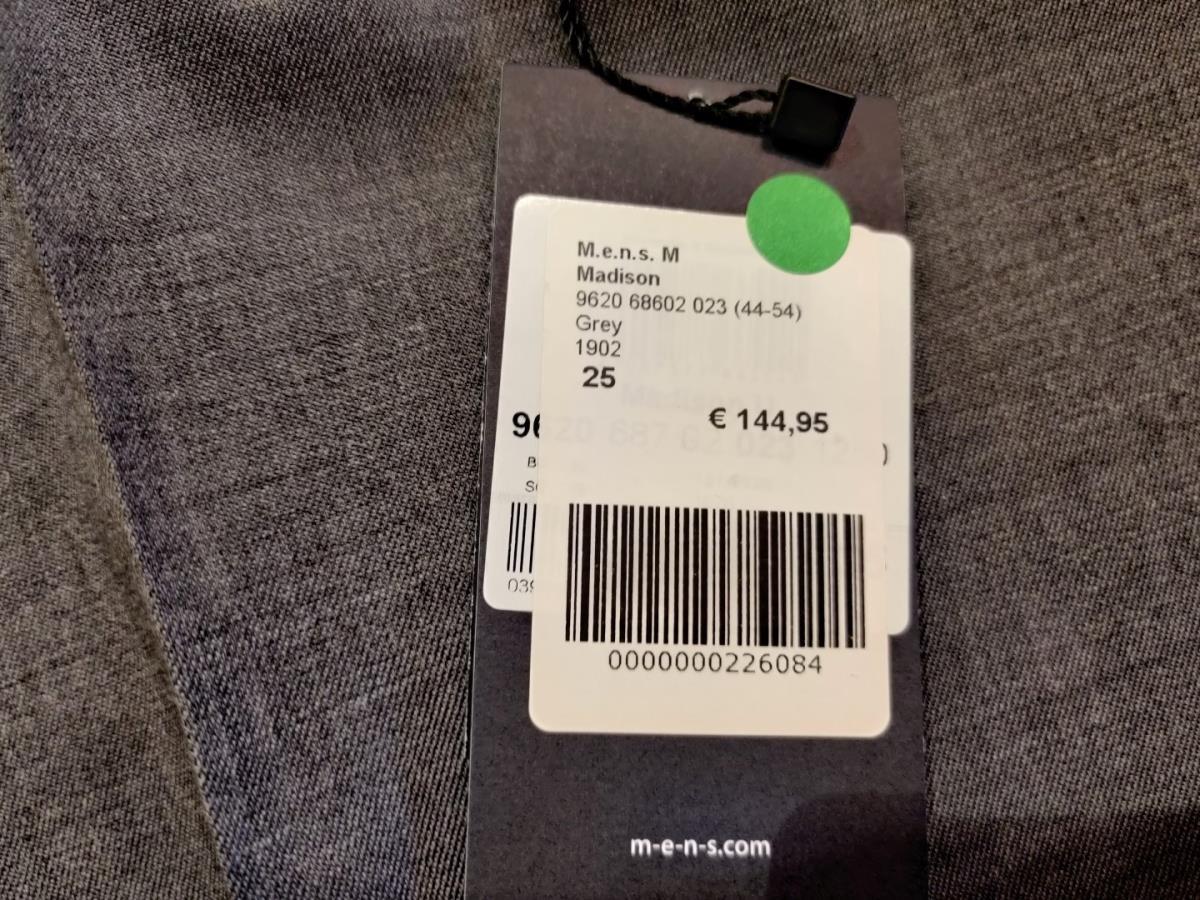 M.e.n.s. M
Madison
9620 68602 023 (44-54)
Grey
1902
25
€ 144,95
0000000226084
m-e-n-s.com